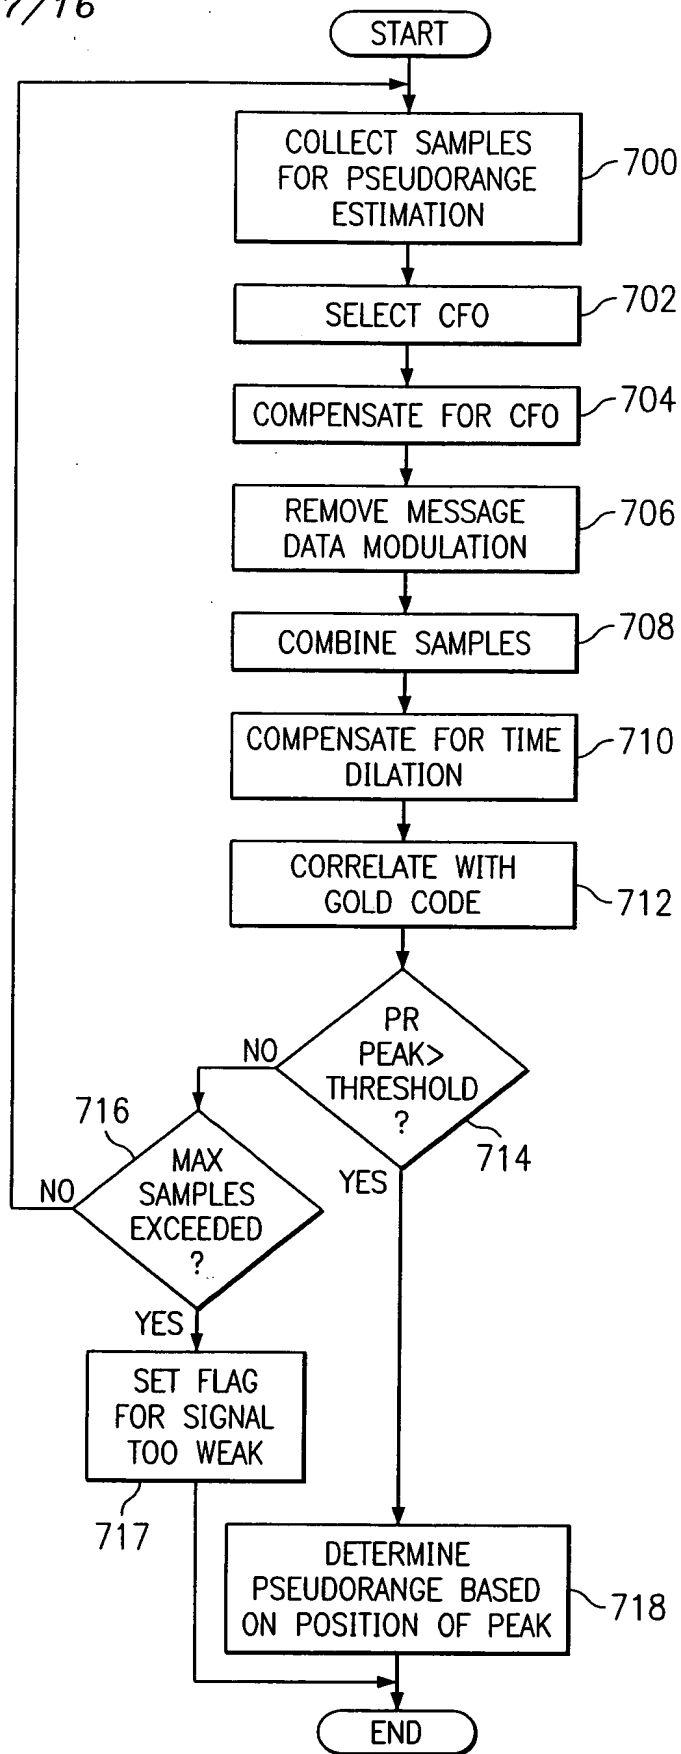 7/16
START
COLLECT SAMPLES
FOR PSEUDORANGE
ESTIMATION
700
SELECT CFO
702
COMPENSATE FOR CFO
704
REMOVE MESSAGE
DATA MODULATION
706
COMBINE SAMPLES
708
COMPENSATE FOR TIME
DILATION
710
CORRELATE WITH
GOLD CODE
712
PR
PEAK>
THRESHOLD
?
714
NO
YES
716
MAX
SAMPLES
EXCEEDED
?
NO
YES
SET FLAG
FOR SIGNAL
TOO WEAK
717
DETERMINE
PSEUDORANGE BASED
ON POSITION OF PEAK
718
END